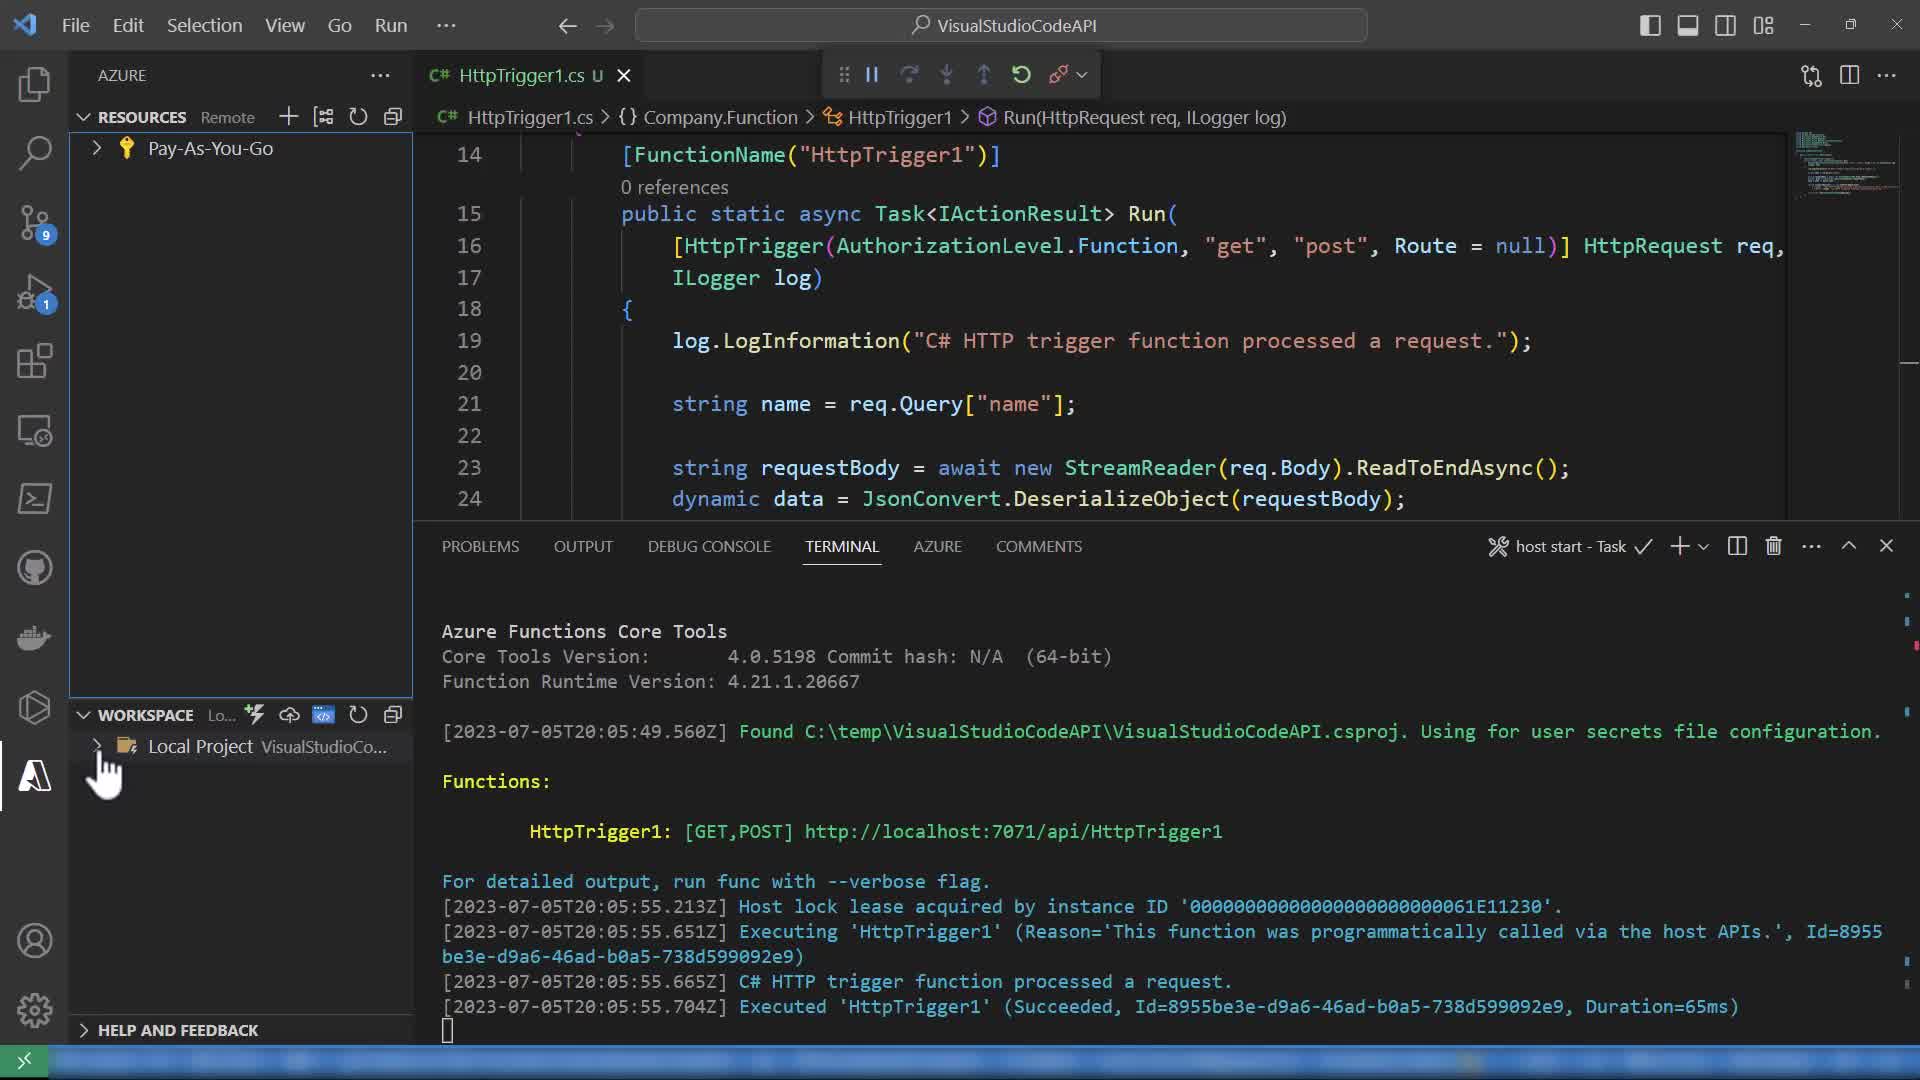 File Edit Selection View Go Run ··· VisualStudioCodeAPI
AZURE ···
RESOURCES Remote
Pay-As-You-Go
9
1
WORKSPACE Lo...
Local Project VisualStudioCo...
HELP AND FEEDBACK
C# HttpTrigger1.cs U
C# HttpTrigger1.cs > {} Company.Function > HttpTrigger1 > Run(HttpRequest req, ILogger log)
14 [FunctionName("HttpTrigger1")]
0 references
15 public static async Task<IActionResult> Run(
16 [HttpTrigger(AuthorizationLevel.Function, "get", "post", Route = null)] HttpRequest req,
17 ILogger log)
18 {
19 log.LogInformation("C# HTTP trigger function processed a request.");
20
21 string name = req.Query["name"];
22
23 string requestBody = await new StreamReader(req.Body).ReadToEndAsync();
24 dynamic data = JsonConvert.DeserializeObject(requestBody);
PROBLEMS OUTPUT DEBUG CONSOLE TERMINAL AZURE COMMENTS host start - Task
Azure Functions Core Tools
Core Tools Version: 4.0.5198 Commit hash: N/A (64-bit)
Function Runtime Version: 4.21.1.20667
[2023-07-05T20:05:49.560Z] Found C:\temp\VisualStudioCodeAPI\VisualStudioCodeAPI.csproj. Using for user secrets file configuration.
Functions:
HttpTrigger1: [GET,POST] http://localhost:7071/api/HttpTrigger1
For detailed output, run func with --verbose flag.
[2023-07-05T20:05:55.213Z] Host lock lease acquired by instance ID '00000000000000000000000061E11230'.
[2023-07-05T20:05:55.651Z] Executing 'HttpTrigger1' (Reason='This function was programmatically called via the host APIs.', Id=8955
be3e-d9a6-46ad-b0a5-738d599092e9)
[2023-07-05T20:05:55.665Z] C# HTTP trigger function processed a request.
[2023-07-05T20:05:55.704Z] Executed 'HttpTrigger1' (Succeeded, Id=8955be3e-d9a6-46ad-b0a5-738d599092e9, Duration=65ms)